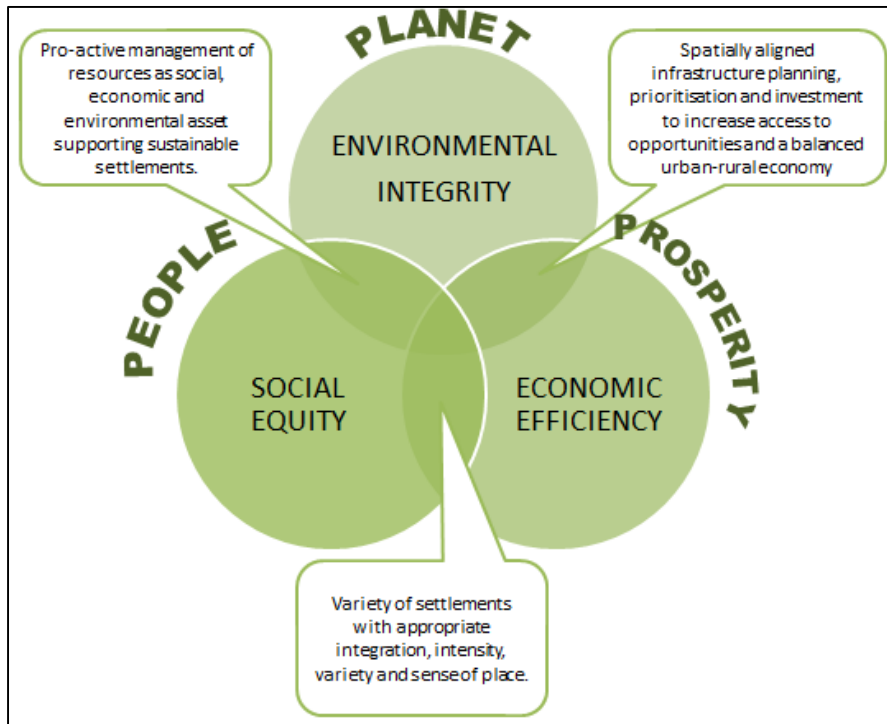 PLANET
Pro-active management of
resources as social,
economic and
environmental asset
supporting sustainable
settlements.
Spatially aligned
infrastructure planning,
prioritisation and investment
to increase access to
opportunities and a balanced
urban-rural economy
ENVIRONMENTAL
INTEGRITY
PEOPLE
PROSPERITY
SOCIAL
EQUITY
ECONOMIC
EFFICIENCY
Variety of settlements
with appropriate
integration, intensity,
variety and sense of place.